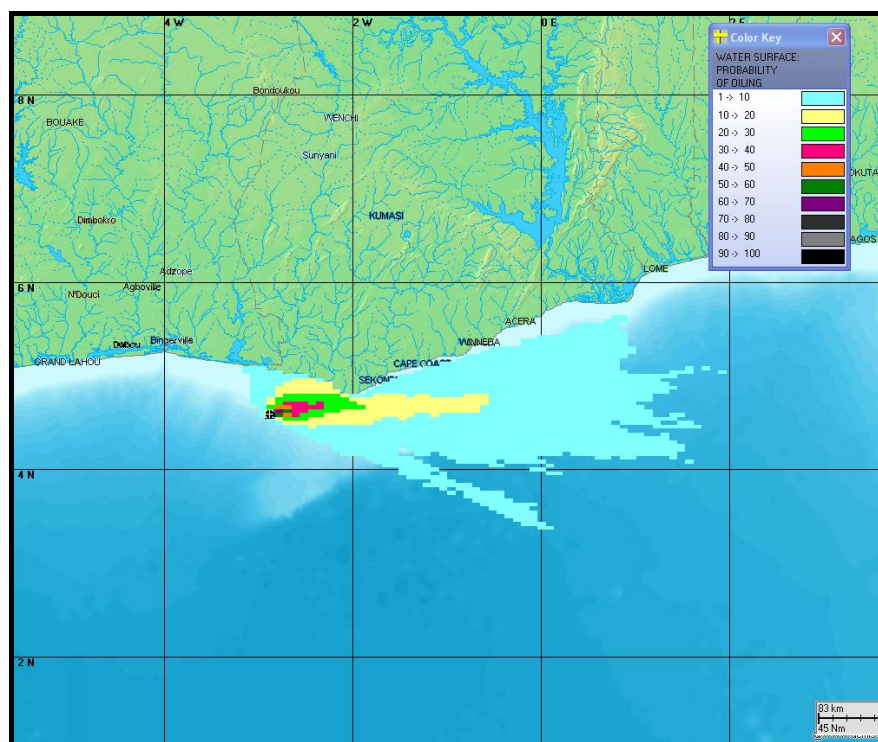 4 W
2 W
0 E
2 E
Color Key
WATER SURFACE:
PROBABILITY
OF OILING
1 -> 10
10 -> 20
20 -> 30
30 -> 40
40 -> 50
50 -> 60
60 -> 70
70 -> 80
80 -> 90
90 -> 100
8 N
Bondoukou
BOUAKE
WENCHI
Sunyani
OKUTA
Dimbokro
KUMASI
AGOS
Adzope
LOME
6 N
N'Douci
Agboville
ACERA
Dabou
Bingerville
WINNEBA
GRAND LAHOU
CAPE COAST
SEKONDI
4 N
2 N
83 km
45 Nm